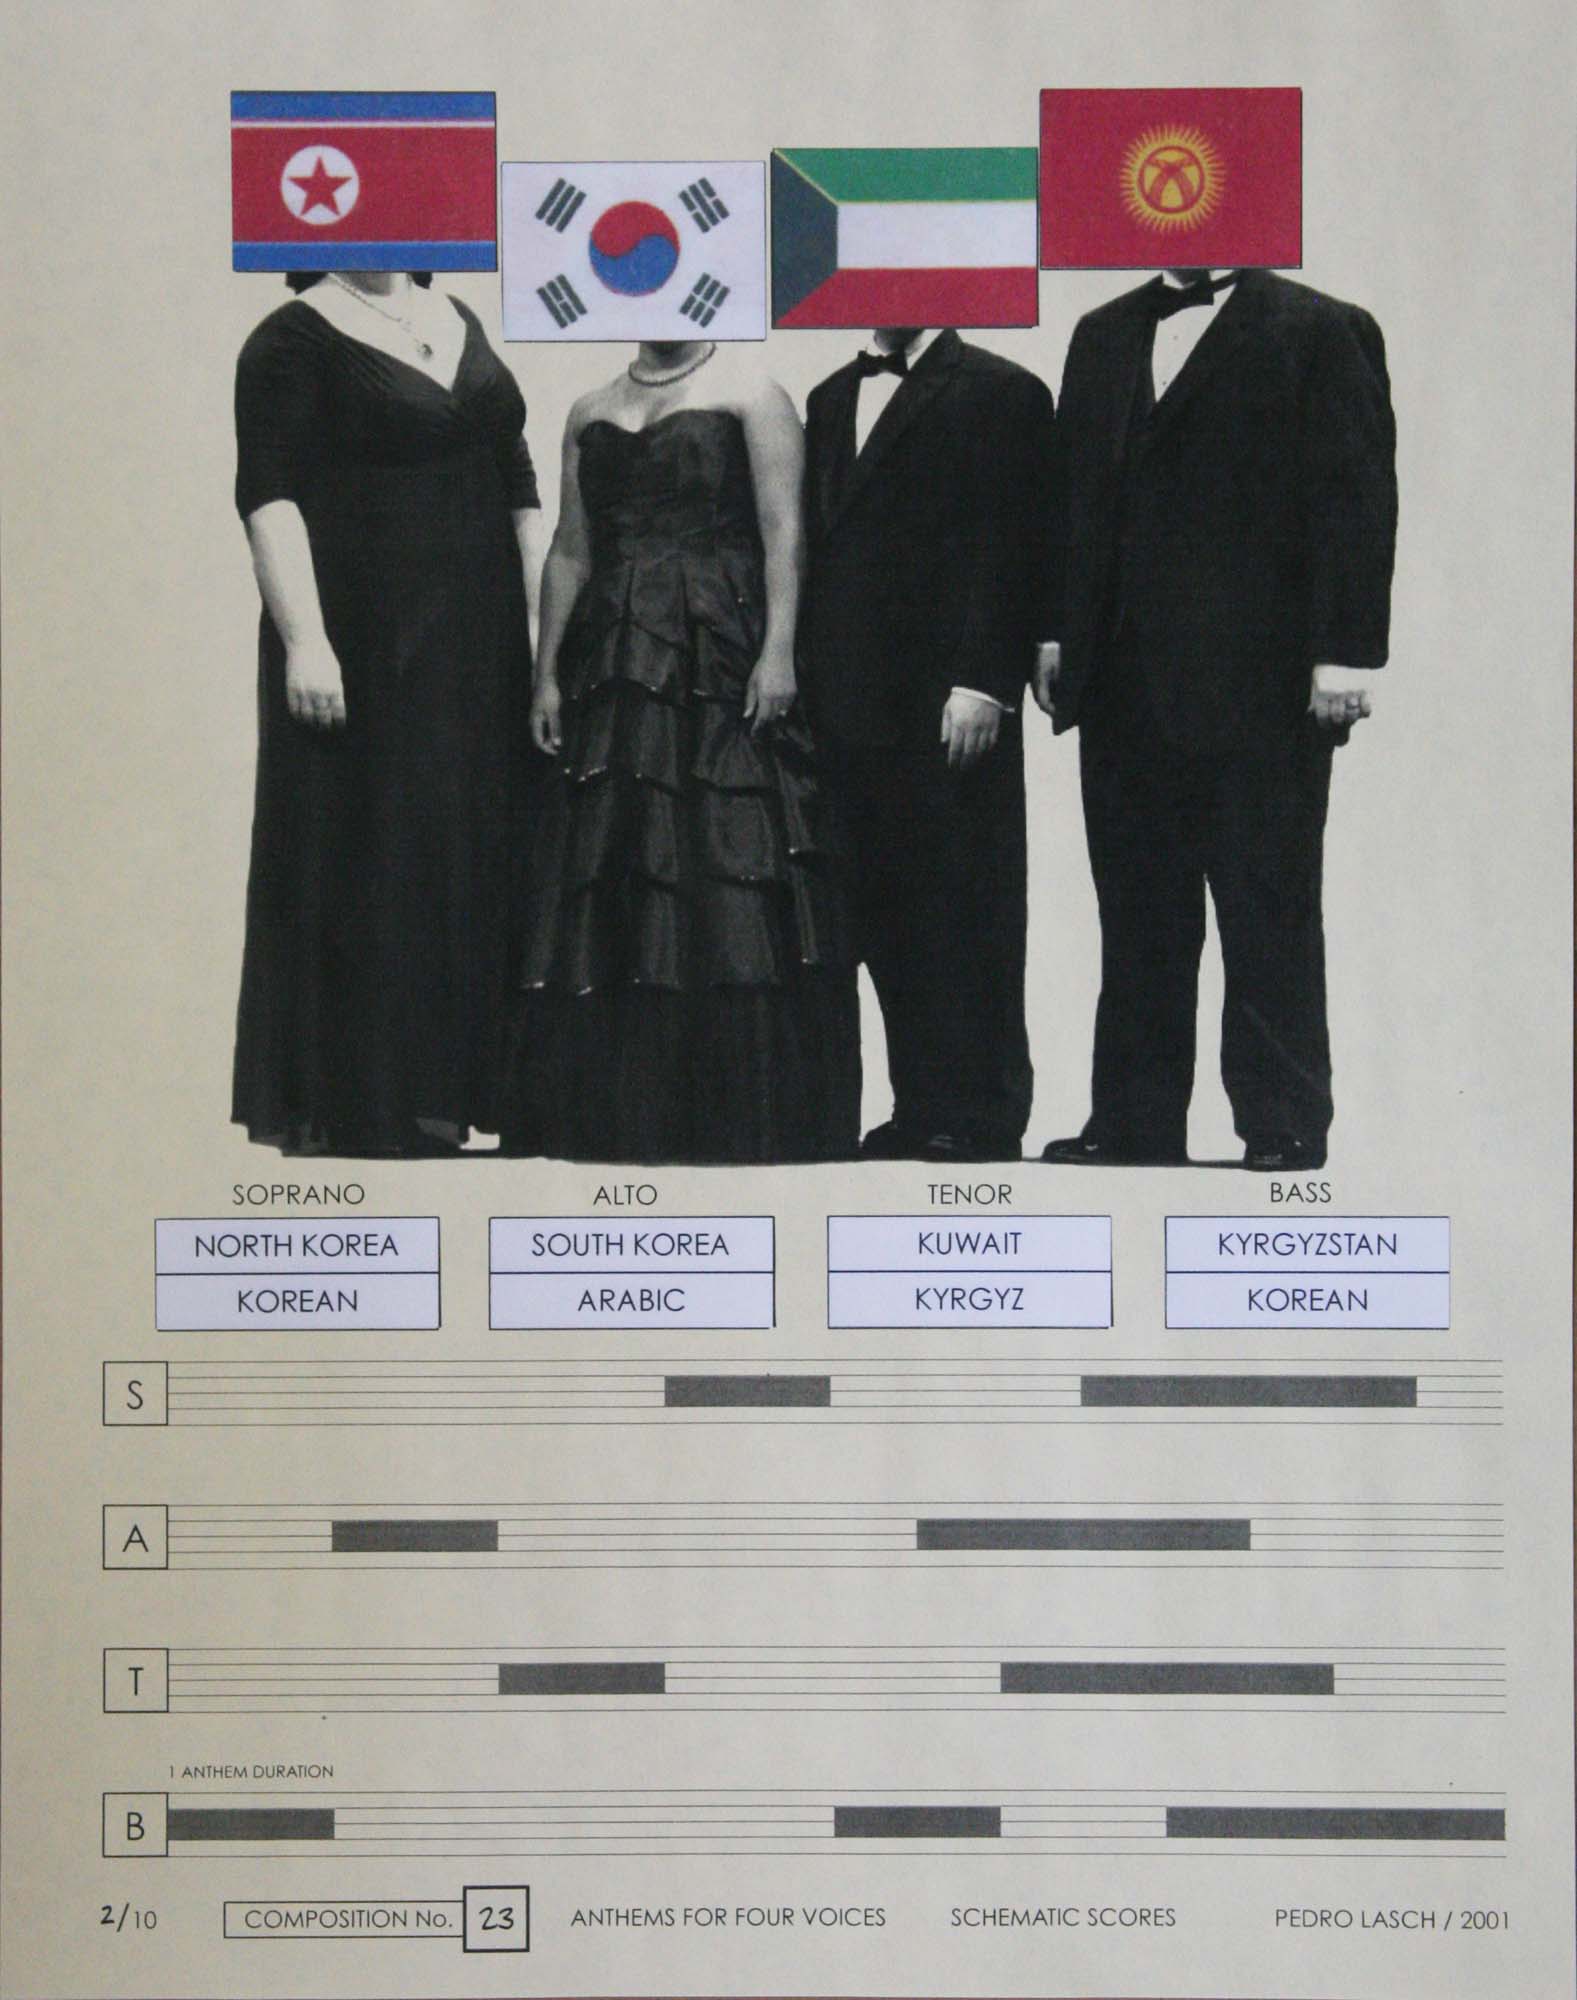 SOPRANO ALTO TENOR BASS
NORTH KOREA SOUTH KOREA KUWAIT KYRGYZSTAN
KOREAN ARABIC KYRGYZ KOREAN
S
A
T
1 ANTHEM DURATION
B
2/10 COMPOSITION No. 23 ANTHEMS FOR FOUR VOICES SCHEMATIC SCORES PEDRO LASCH / 2001